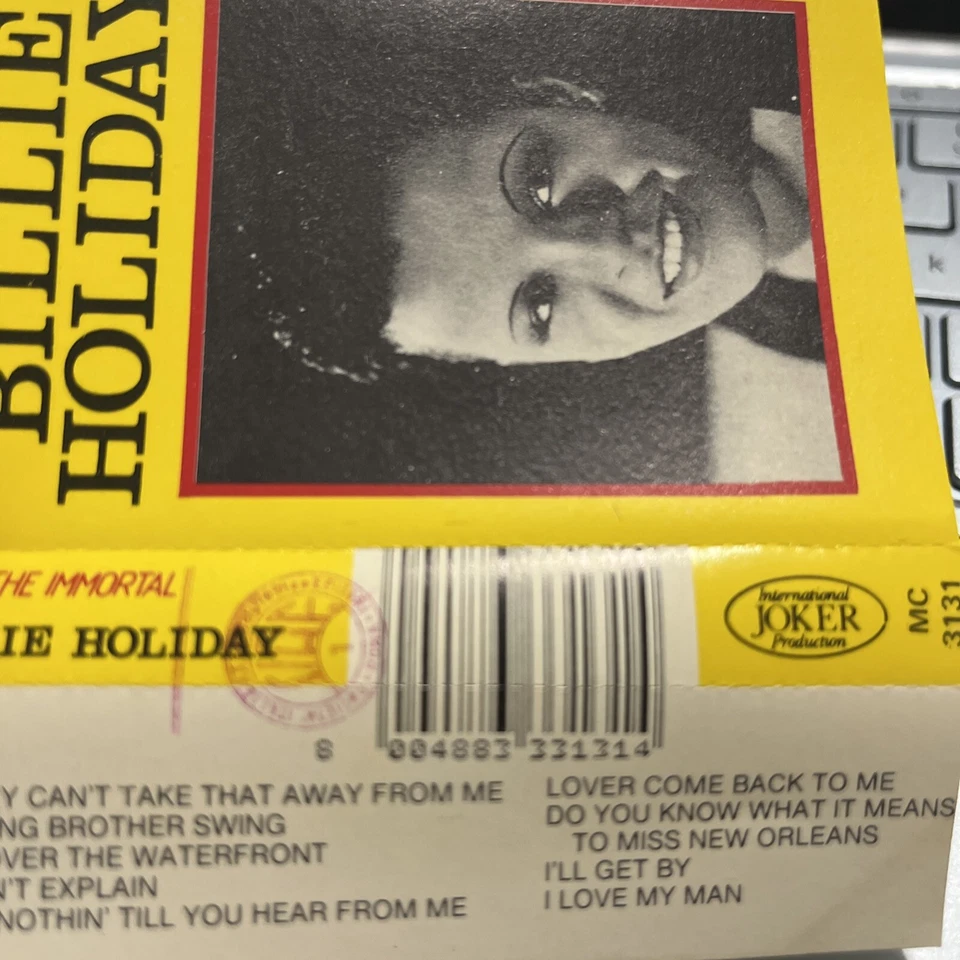 BILLIE
HOLIDAY
THE IMMORTAL
IE HOLIDAY
International
JOKER
Production
MC
3131
8 004883 331314
Y CAN'T TAKE THAT AWAY FROM ME
NG BROTHER SWING
OVER THE WATERFRONT
N'T EXPLAIN
NOTHIN' TILL YOU HEAR FROM ME
LOVER COME BACK TO ME
DO YOU KNOW WHAT IT MEANS
TO MISS NEW ORLEANS
I'LL GET BY
I LOVE MY MAN
k